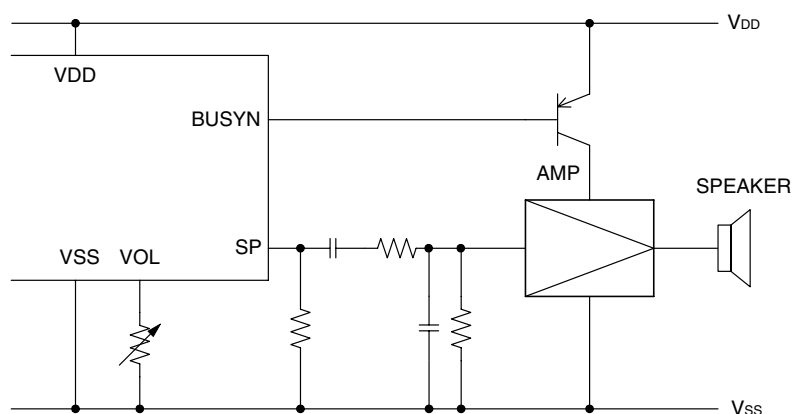 VDD
VDD
BUSYN
AMP
SPEAKER
SP
VSS VOL
VSS